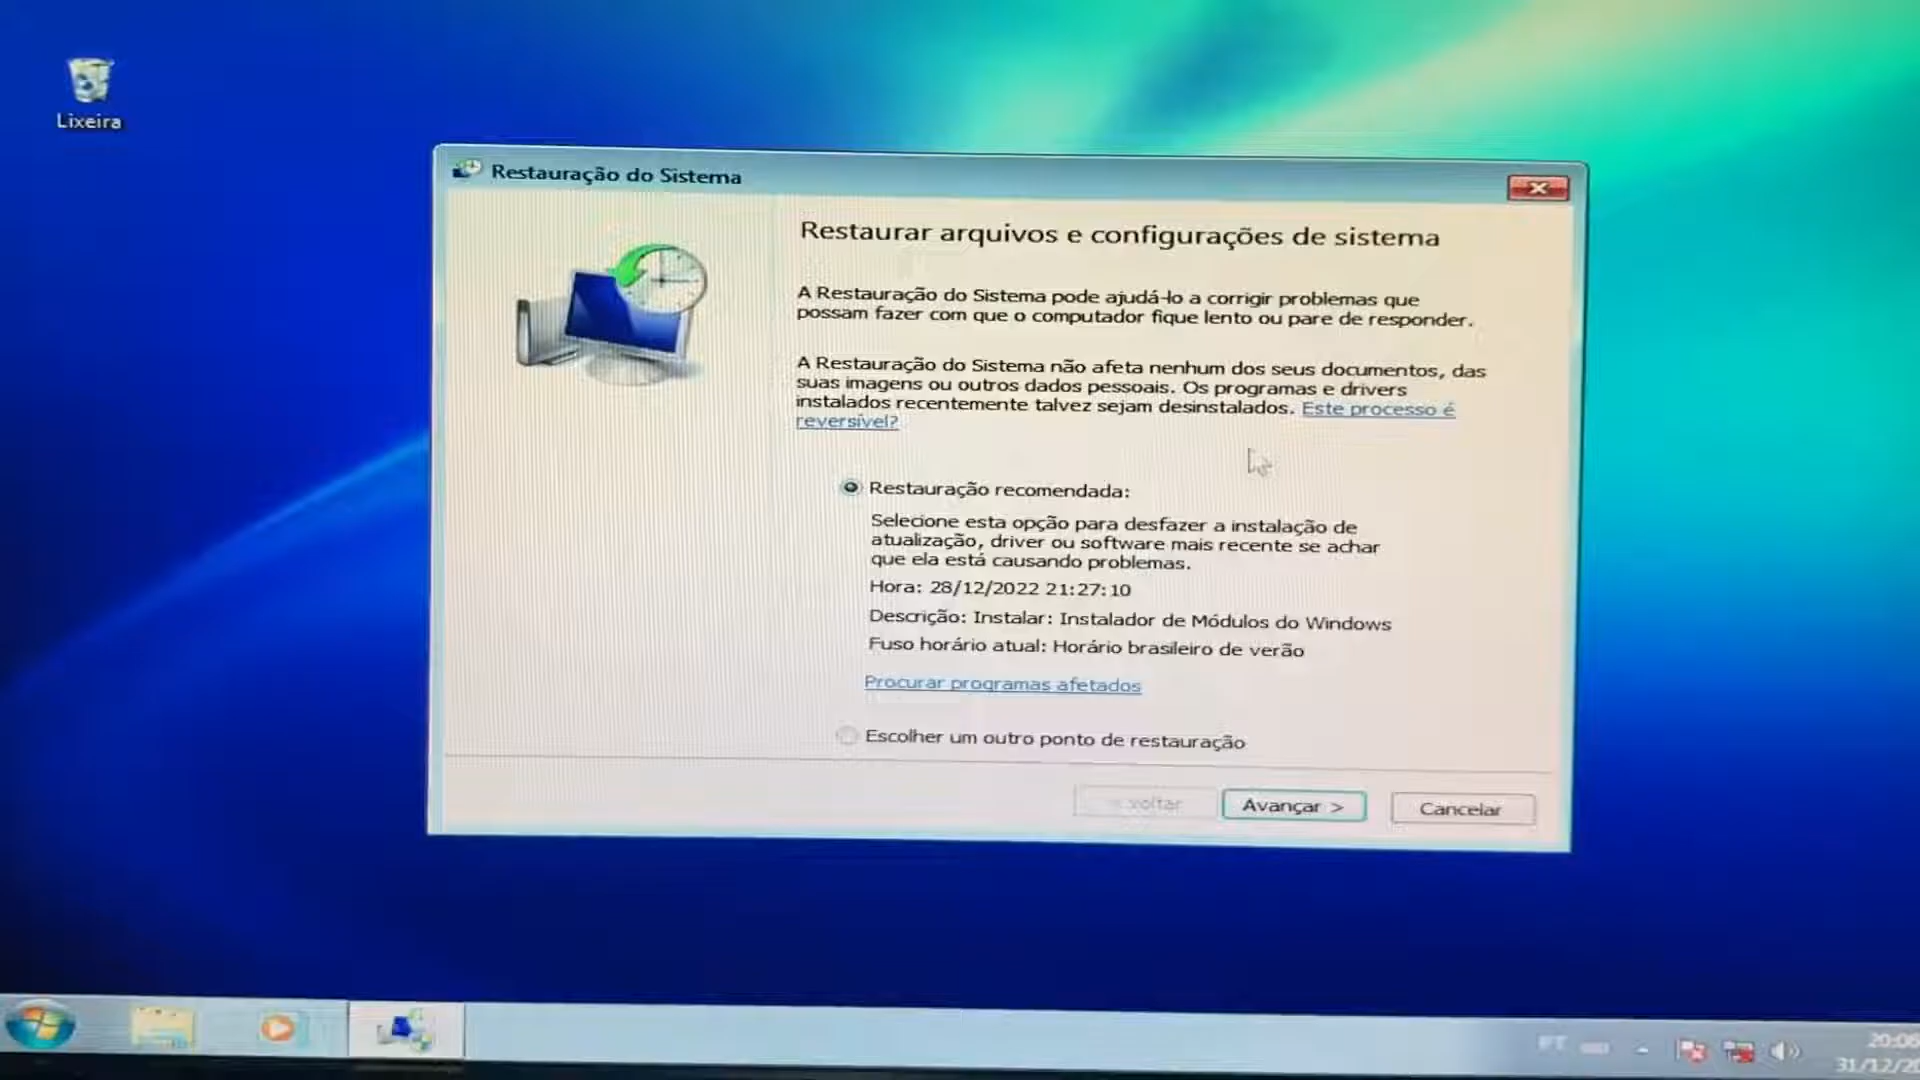 Lixeira
Restauração do Sistema
Restaurar arquivos e configurações de sistema
A Restauração do Sistema pode ajudá-lo a corrigir problemas que
possam fazer com que o computador fique lento ou pare de responder.
A Restauração do Sistema não afeta nenhum dos seus documentos, das
suas imagens ou outros dados pessoais. Os programas e drivers
instalados recentemente talvez sejam desinstalados. Este processo é
reversível?
Restauração recomendada:
Selecione esta opção para desfazer a instalação de
atualização, driver ou software mais recente se achar
que ela está causando problemas.
Hora: 28/12/2022 21:27:10
Descrição: Instalar: Instalador de Módulos do Windows
Fuso horário atual: Horário brasileiro de verão
Procurar programas afetados
Escolher um outro ponto de restauração
< Voltar
Avançar >
Cancelar
PT
20:06
31/12/20